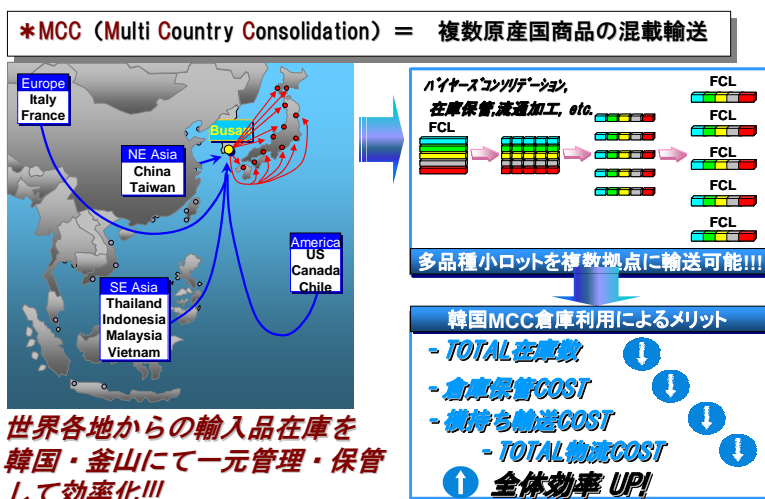 *MCC（Multi Country Consolidation）＝　複数原産国商品の混載輸送
Europe
Italy
France
NE Asia
China
Taiwan
Busan
America
US
Canada
Chile
SE Asia
Thailand
Indonesia
Malaysia
Vietnam
世界各地からの輸入品在庫を
韓国・釜山にて一元管理・保管
して効率化!!!
ﾊﾞｲﾔｰｽﾞｺﾝｿﾘﾃﾞｰｼｮﾝ,
在庫保管,流通加工, etc.
FCL
FCL
FCL
FCL
FCL
FCL
多品種小ロットを複数拠点に輸送可能!!!
韓国MCC倉庫利用によるメリット
- TOTAL在庫数
- 倉庫保管COST
- 横持ち輸送COST
- TOTAL物流COST
全体効率 UP!